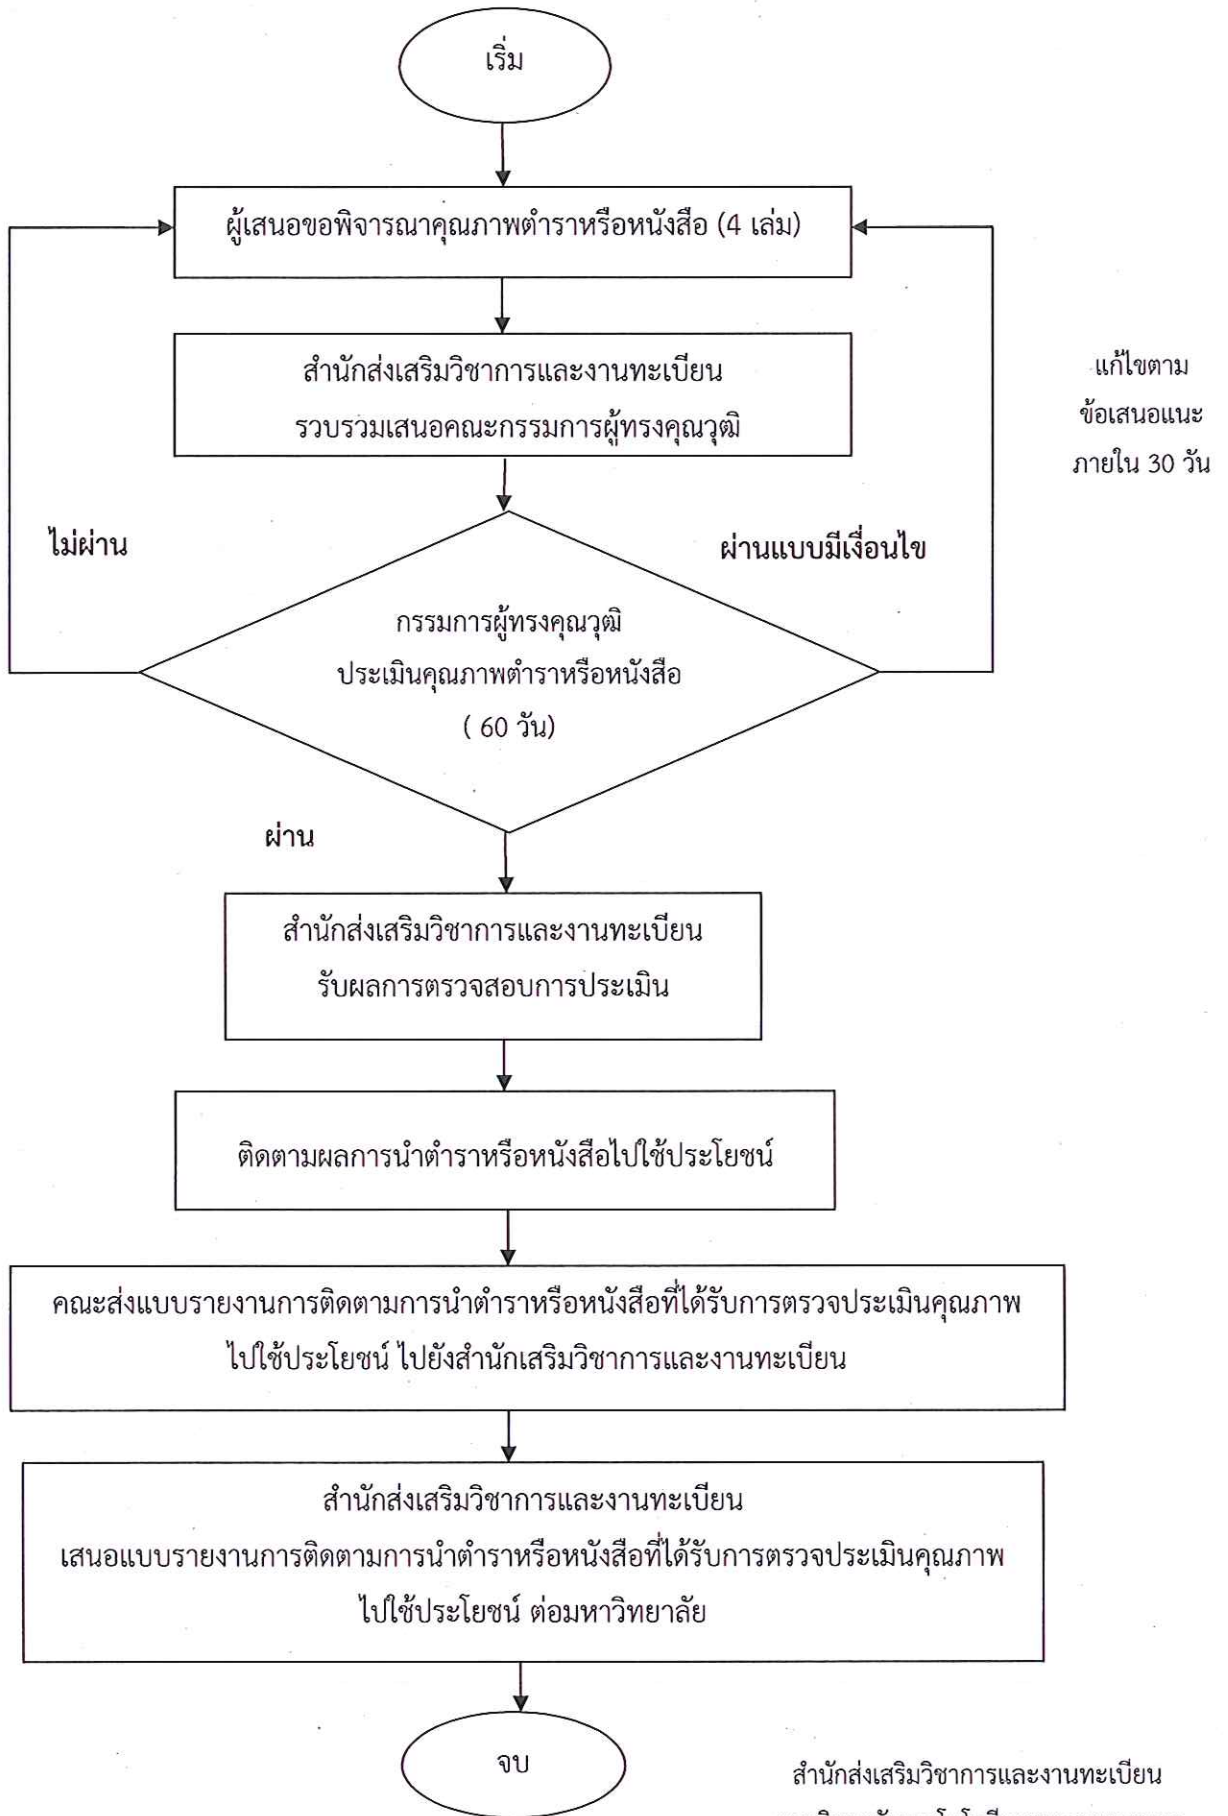 เริ่ม
ผู้เสนอขอพิจารณาคุณภาพตำราหรือหนังสือ (4 เล่ม)
สำนักส่งเสริมวิชาการและงานทะเบียน
รวบรวมเสนอคณะกรรมการผู้ทรงคุณวุฒิ
แก้ไขตาม
ข้อเสนอแนะ
ภายใน 30 วัน
ไม่ผ่าน
ผ่านแบบมีเงื่อนไข
กรรมการผู้ทรงคุณวุฒิ
ประเมินคุณภาพตำราหรือหนังสือ
( 60 วัน)
ผ่าน
สำนักส่งเสริมวิชาการและงานทะเบียน
รับผลการตรวจสอบการประเมิน
ติดตามผลการนำตำราหรือหนังสือไปใช้ประโยชน์
คณะส่งแบบรายงานการติดตามการนำตำราหรือหนังสือที่ได้รับการตรวจประเมินคุณภาพ
ไปใช้ประโยชน์ ไปยังสำนักเสริมวิชาการและงานทะเบียน
สำนักส่งเสริมวิชาการและงานทะเบียน
เสนอแบบรายงานการติดตามการนำตำราหรือหนังสือที่ได้รับการตรวจประเมินคุณภาพ
ไปใช้ประโยชน์ ต่อมหาวิทยาลัย
จบ
สำนักส่งเสริมวิชาการและงานทะเบียน